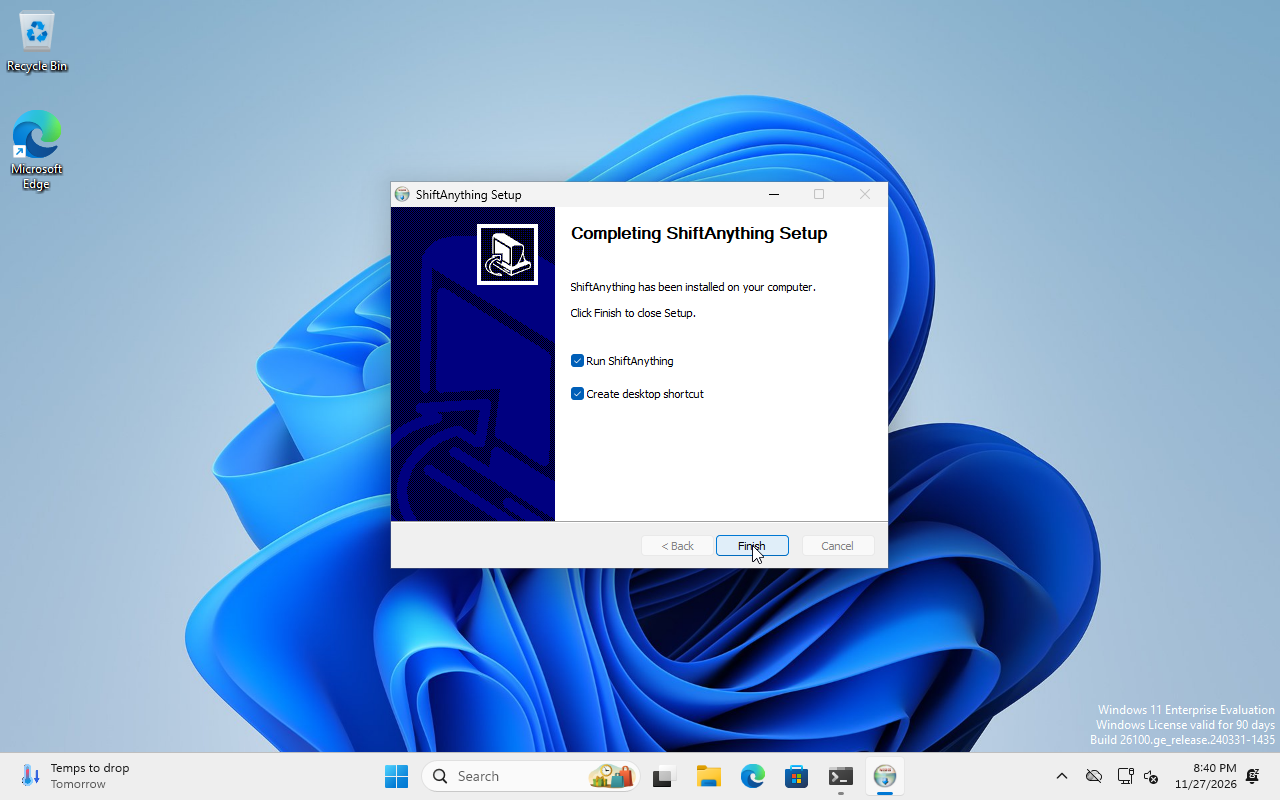 Recycle Bin
Microsoft
Edge
ShiftAnything Setup
Completing ShiftAnything Setup
ShiftAnything has been installed on your computer.
Click Finish to close Setup.
Run ShiftAnything
Create desktop shortcut
< Back
Finish
Cancel
Windows 11 Enterprise Evaluation
Windows License valid for 90 days
Build 26100.ge_release.240331-1435
Temps to drop
Tomorrow
Search
8:40 PM
11/27/2026